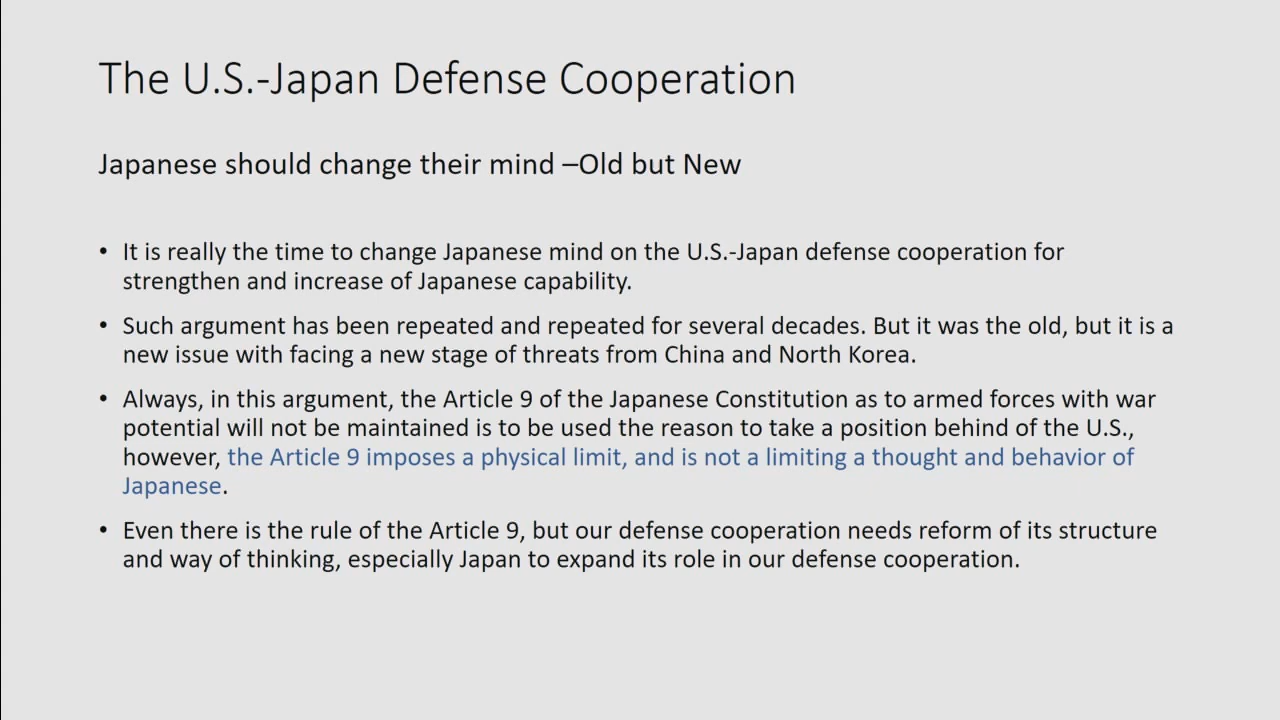 The U.S.-Japan Defense Cooperation
Japanese should change their mind –Old but New
• It is really the time to change Japanese mind on the U.S.-Japan defense cooperation for
strengthen and increase of Japanese capability.
• Such argument has been repeated and repeated for several decades. But it was the old, but it is a
new issue with facing a new stage of threats from China and North Korea.
• Always, in this argument, the Article 9 of the Japanese Constitution as to armed forces with war
potential will not be maintained is to be used the reason to take a position behind of the U.S.,
however, the Article 9 imposes a physical limit, and is not a limiting a thought and behavior of
Japanese.
• Even there is the rule of the Article 9, but our defense cooperation needs reform of its structure
and way of thinking, especially Japan to expand its role in our defense cooperation.